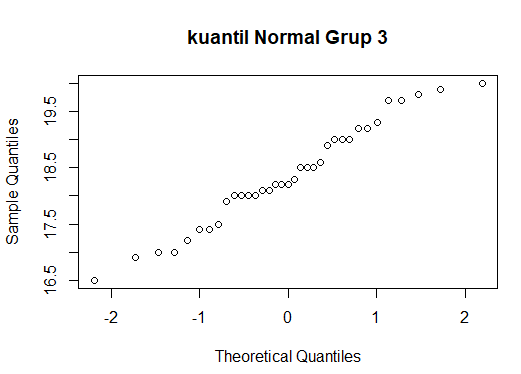 kuantil Normal Grup 3
Sample Quantiles
19.5
18.5
17.5
16.5
-2 -1 0 1 2
Theoretical Quantiles